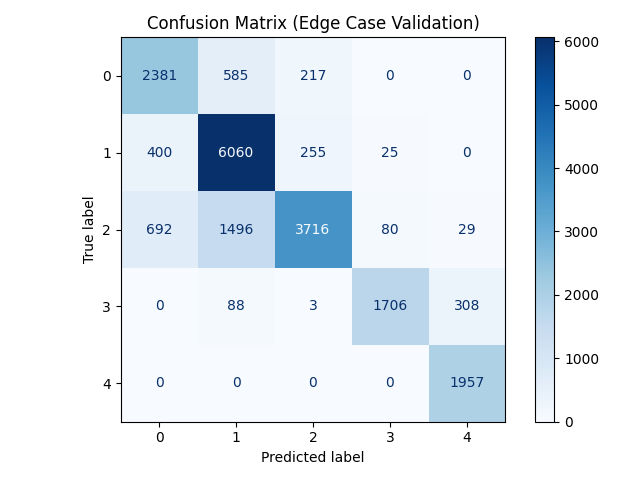 Confusion Matrix (Edge Case Validation)
0 2381 585 217 0 0
1 400 6060 255 25 0
2 692 1496 3716 80 29
3 0 88 3 1706 308
4 0 0 0 0 1957
0 1 2 3 4
Predicted label
True label
6000
5000
4000
3000
2000
1000
0